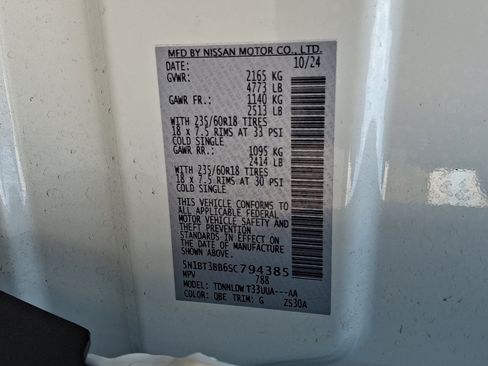 MFD BY NISSAN MOTOR CO., LTD.
DATE: 10/24
GVWR: 2165 KG
4773 LB
GAWR FR.: 1140 KG
2513 LB
WITH 235/60R18 TIRES
18 x 7.5 RIMS AT 33 PSI
COLD SINGLE
GAWR RR.: 1095 KG
2414 LB
WITH 235/60R18 TIRES
18 x 7.5 RIMS AT 30 PSI
COLD SINGLE
THIS VEHICLE CONFORMS TO
ALL APPLICABLE FEDERAL
MOTOR VEHICLE SAFETY AND
THEFT PREVENTION
STANDARDS IN EFFECT ON
THE DATE OF MANUFACTURE
SHOWN ABOVE.
5N1BT3BB6SC794385
MPV 788
MODEL: TDNNLOWT33UUA---AA
COLOR: QBE TRIM: G Z530A